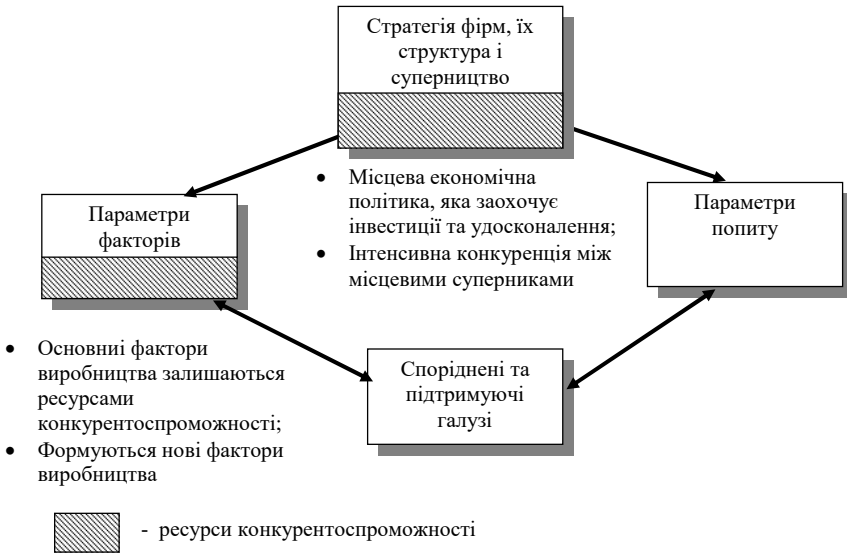 Стратегія фірм, їх
структура і
суперництво
Параметри
факторів
• Місцева економічна
політика, яка заохочує
інвестиції та удосконалення;
• Інтенсивна конкуренція між
місцевими суперниками
Параметри
попиту
• Основниі фактори
виробництва залишаються
ресурсами
конкурентоспроможності;
• Формуються нові фактори
виробництва
Споріднені та
підтримуючі
галузі
- ресурси конкурентоспроможності